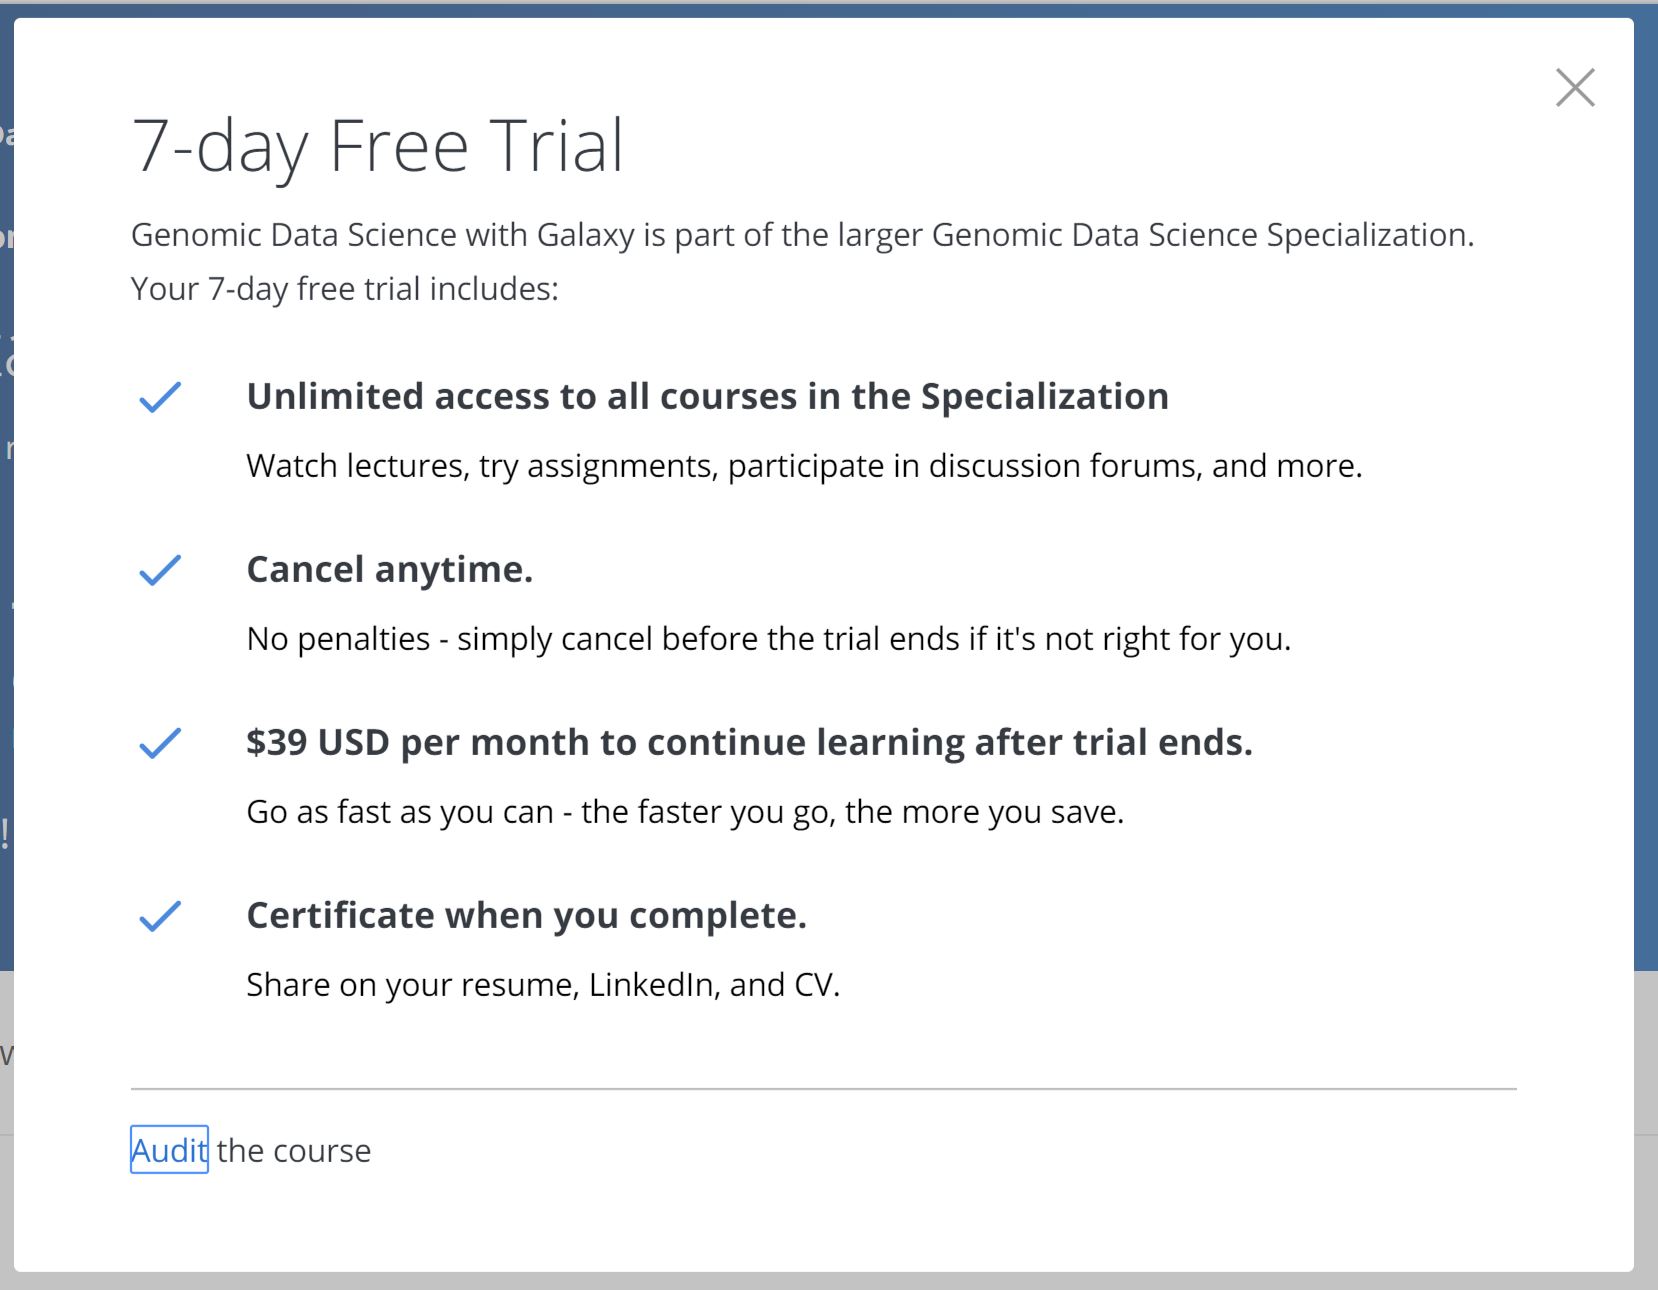 7-day Free Trial
Genomic Data Science with Galaxy is part of the larger Genomic Data Science Specialization.
Your 7-day free trial includes:
Unlimited access to all courses in the Specialization
Watch lectures, try assignments, participate in discussion forums, and more.
Cancel anytime.
No penalties - simply cancel before the trial ends if it's not right for you.
$39 USD per month to continue learning after trial ends.
Go as fast as you can - the faster you go, the more you save.
Certificate when you complete.
Share on your resume, LinkedIn, and CV.
Audit the course